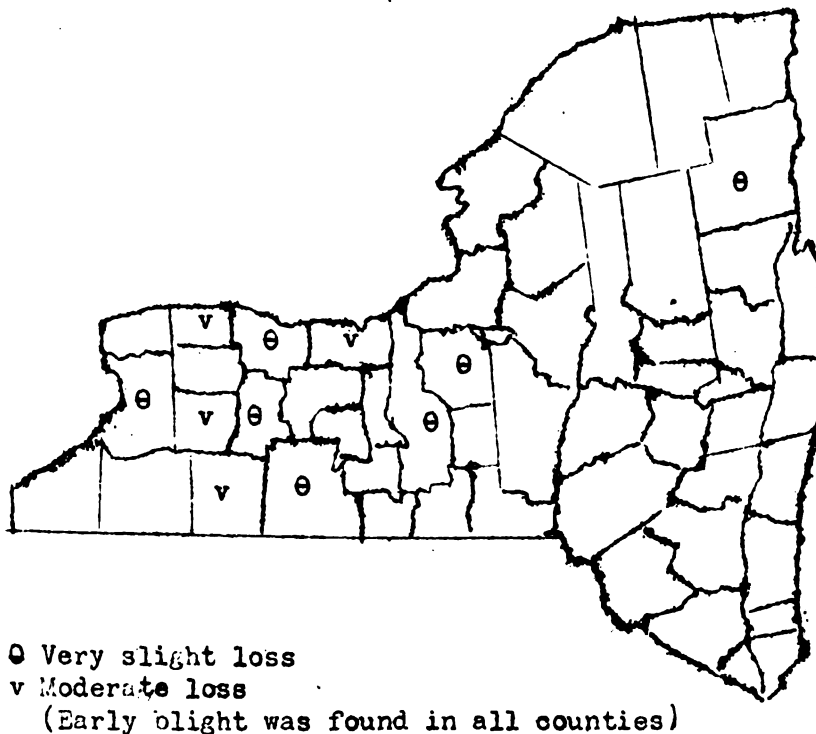 θ
v
θ
v
θ
θ
v
θ
θ
v
θ
θ Very slight loss
v Moderate loss
(Early blight was found in all counties)